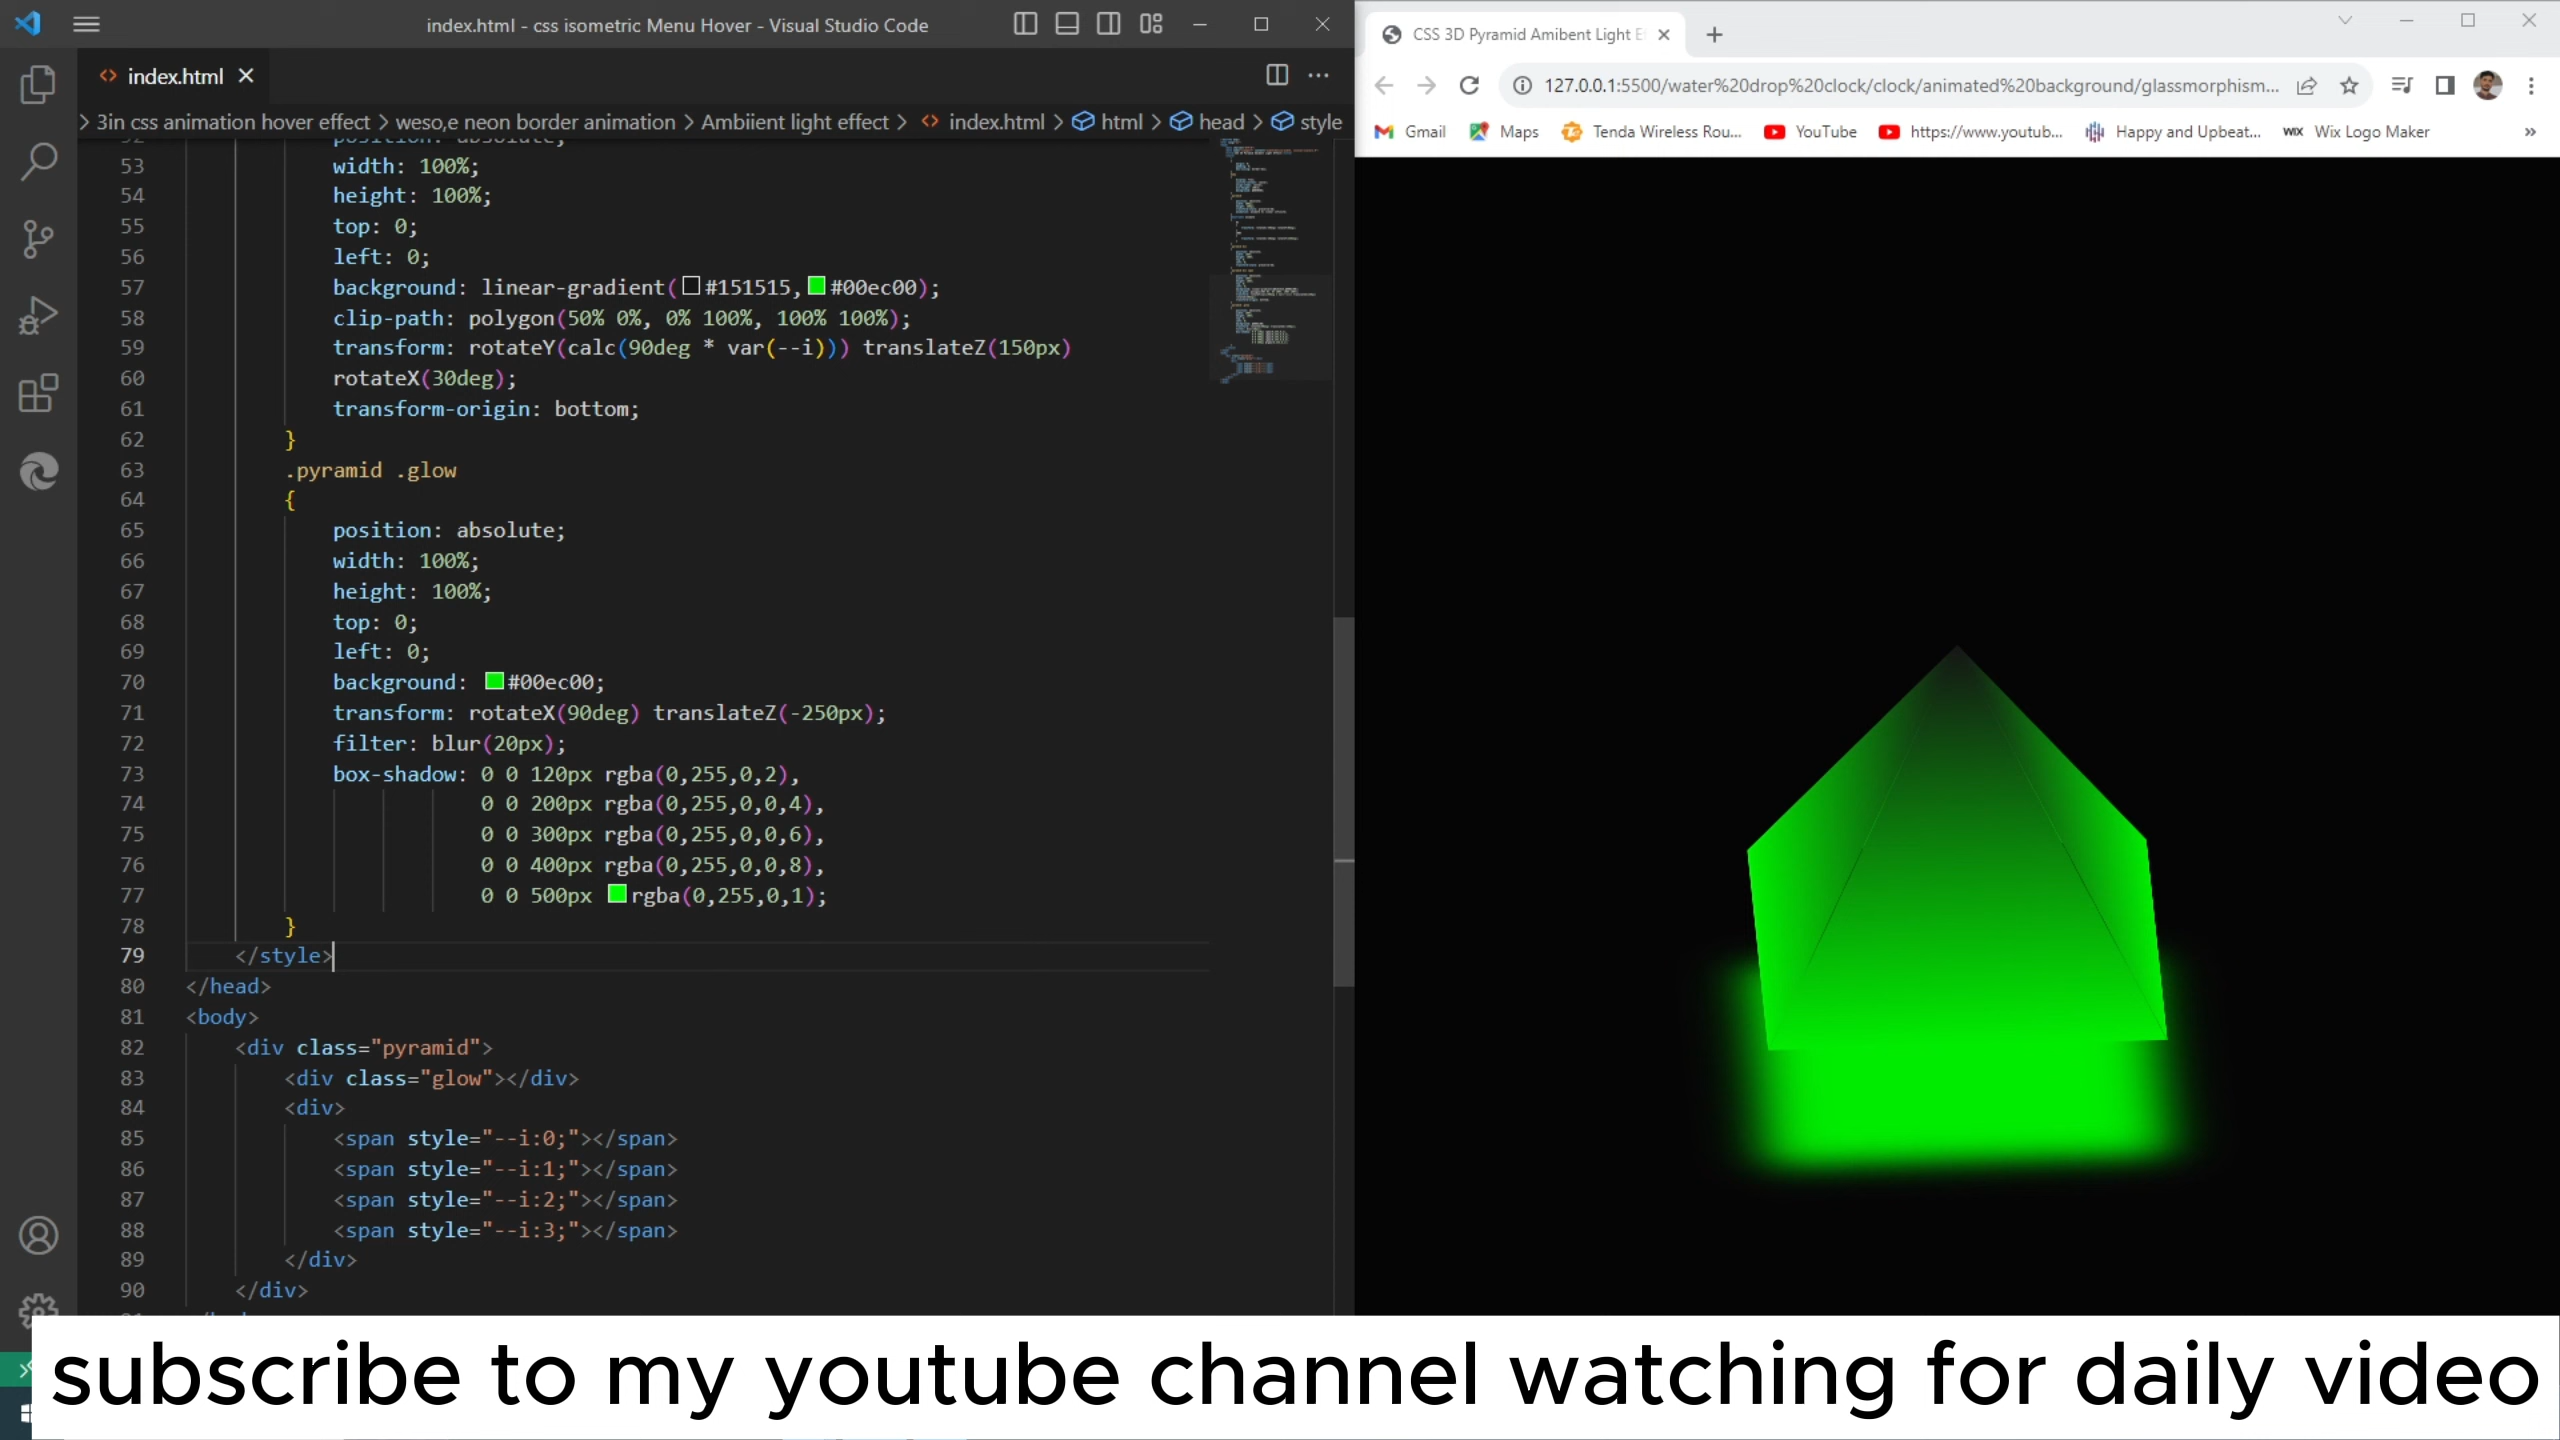 index.html - css isometric Menu Hover - Visual Studio Code
index.html
3in css animation hover effect > weso,e neon border animation > Ambiient light effect > index.html > html > head > style
53 width: 100%;
54 height: 100%;
55 top: 0;
56 left: 0;
57 background: linear-gradient(#151515,#00ec00);
58 clip-path: polygon(50% 0%, 0% 100%, 100% 100%);
59 transform: rotateY(calc(90deg * var(--i))) translateZ(150px)
60 rotateX(30deg);
61 transform-origin: bottom;
62 }
63 .pyramid .glow
64 {
65 position: absolute;
66 width: 100%;
67 height: 100%;
68 top: 0;
69 left: 0;
70 background: #00ec00;
71 transform: rotateX(90deg) translateZ(-250px);
72 filter: blur(20px);
73 box-shadow: 0 0 120px rgba(0,255,0,2),
74 0 0 200px rgba(0,255,0,0,4),
75 0 0 300px rgba(0,255,0,0,6),
76 0 0 400px rgba(0,255,0,0,8),
77 0 0 500px rgba(0,255,0,1);
78 }
79 </style>
80 </head>
81 <body>
82 <div class="pyramid">
83 <div class="glow"></div>
84 <div>
85 <span style="--i:0;"></span>
86 <span style="--i:1;"></span>
87 <span style="--i:2;"></span>
88 <span style="--i:3;"></span>
89 </div>
90 </div>
CSS 3D Pyramid Amibent Light E
127.0.0.1:5500/water%20drop%20clock/clock/animated%20background/glassmorphism...
Gmail Maps Tenda Wireless Rou... YouTube https://www.youtub... Happy and Upbeat... WIX Wix Logo Maker »
subscribe to my youtube channel watching for daily video